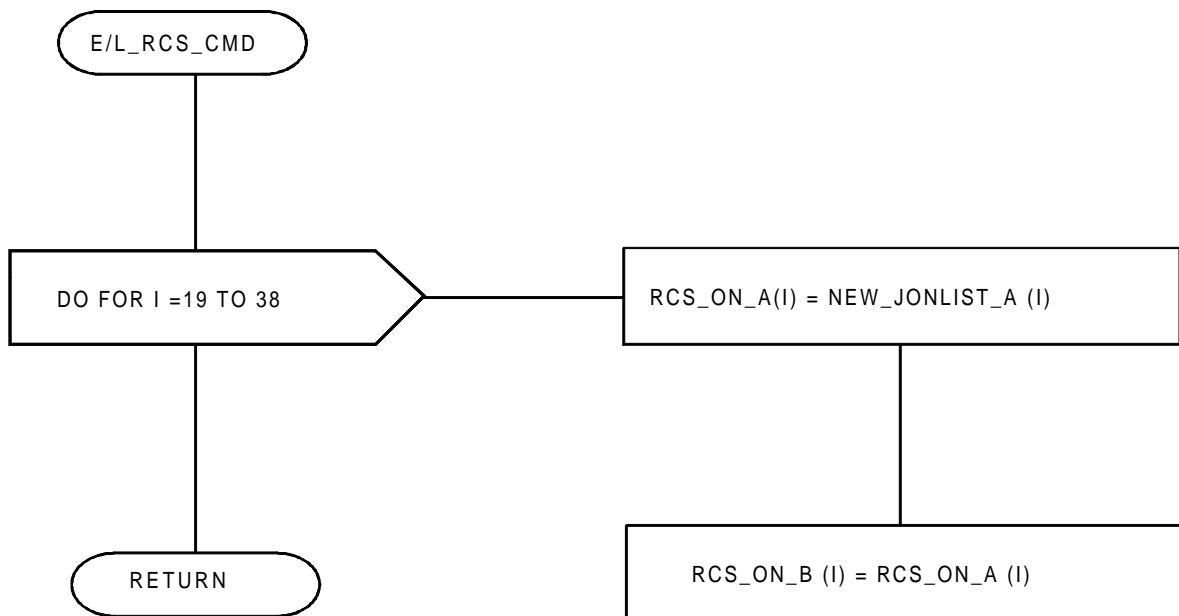 E/L_RCS_CMD
DO FOR I =19 TO 38
RCS_ON_A(I) = NEW_JONLIST_A (I)
RETURN
RCS_ON_B (I) = RCS_ON_A (I)